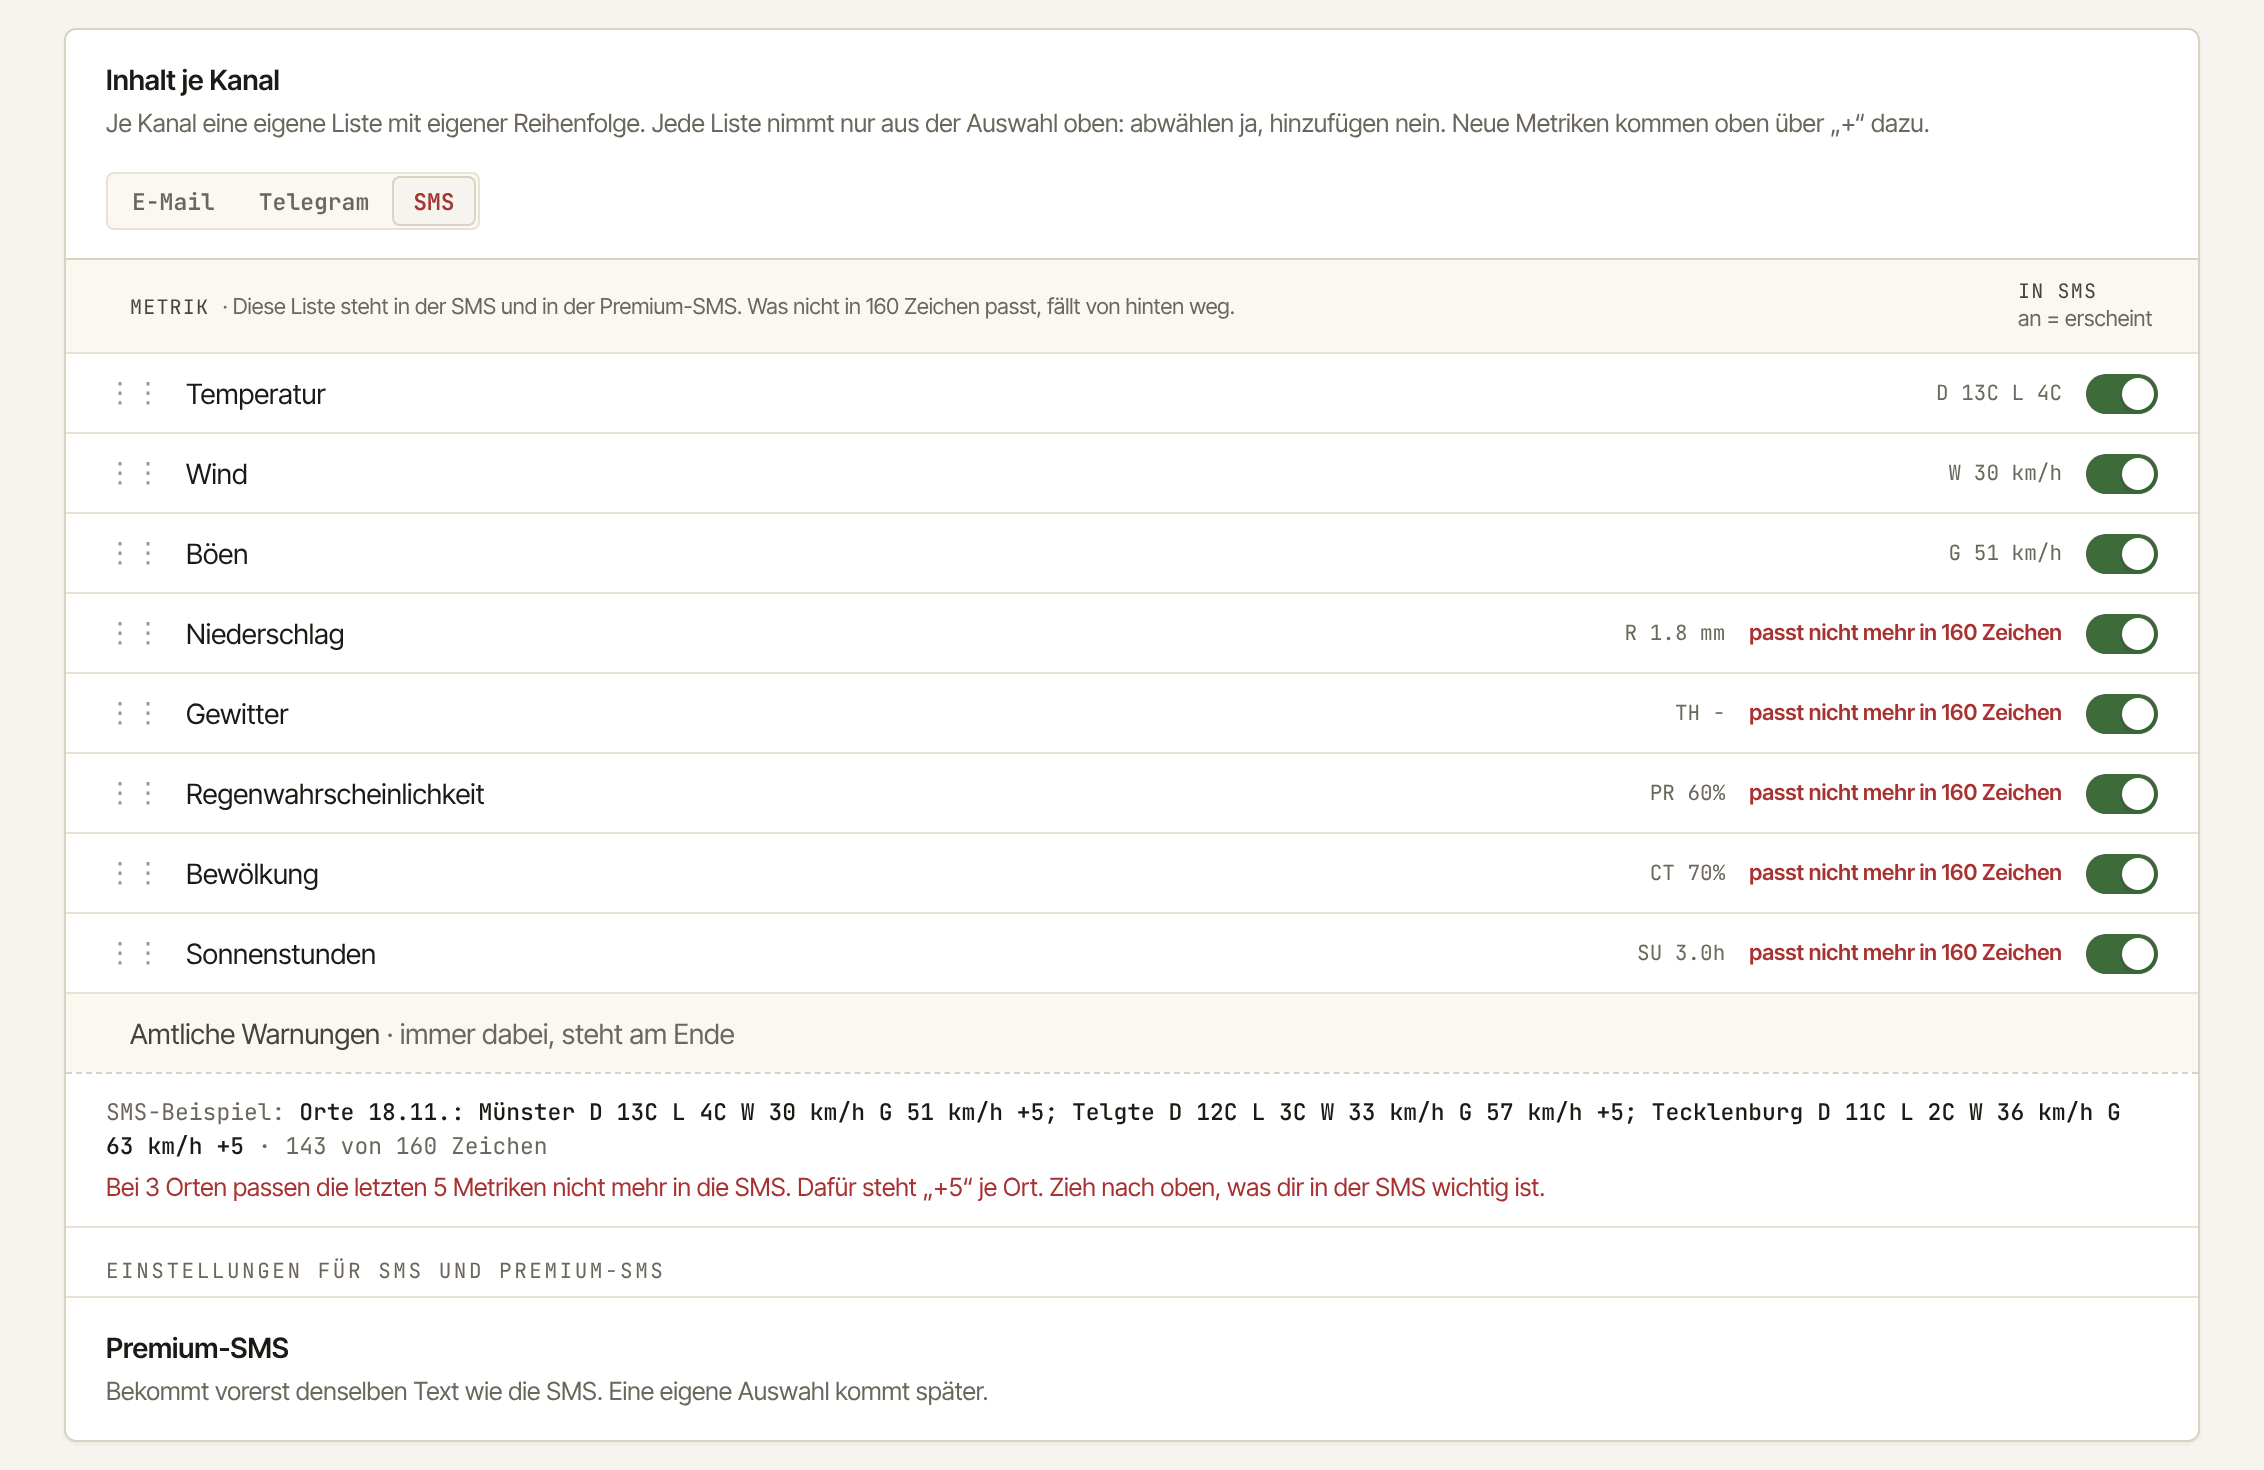 Inhalt je Kanal
Je Kanal eine eigene Liste mit eigener Reihenfolge. Jede Liste nimmt nur aus der Auswahl oben: abwählen ja, hinzufügen nein. Neue Metriken kommen oben über „+“ dazu.
E-Mail Telegram SMS
METRIK · Diese Liste steht in der SMS und in der Premium-SMS. Was nicht in 160 Zeichen passt, fällt von hinten weg.
IN SMS
an = erscheint
Temperatur D 13C L 4C
Wind W 30 km/h
Böen G 51 km/h
Niederschlag R 1.8 mm passt nicht mehr in 160 Zeichen
Gewitter TH - passt nicht mehr in 160 Zeichen
Regenwahrscheinlichkeit PR 60% passt nicht mehr in 160 Zeichen
Bewölkung CT 70% passt nicht mehr in 160 Zeichen
Sonnenstunden SU 3.0h passt nicht mehr in 160 Zeichen
Amtliche Warnungen · immer dabei, steht am Ende
SMS-Beispiel: Orte 18.11.: Münster D 13C L 4C W 30 km/h G 51 km/h +5; Telgte D 12C L 3C W 33 km/h G 57 km/h +5; Tecklenburg D 11C L 2C W 36 km/h G
63 km/h +5 · 143 von 160 Zeichen
Bei 3 Orten passen die letzten 5 Metriken nicht mehr in die SMS. Dafür steht „+5“ je Ort. Zieh nach oben, was dir in der SMS wichtig ist.
EINSTELLUNGEN FÜR SMS UND PREMIUM-SMS
Premium-SMS
Bekommt vorerst denselben Text wie die SMS. Eine eigene Auswahl kommt später.